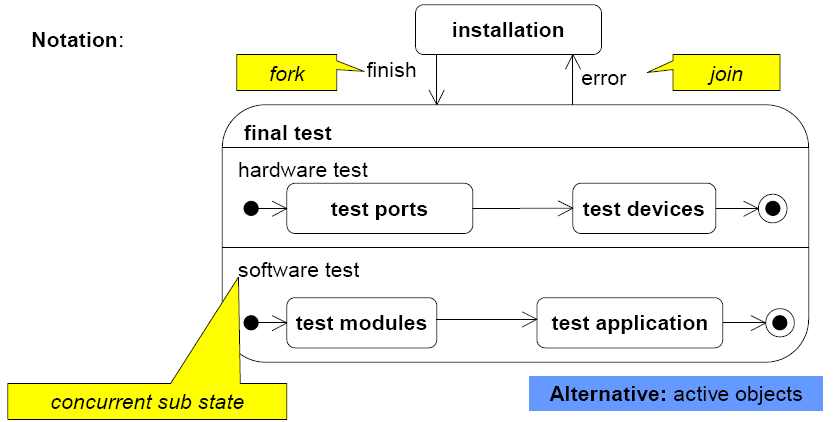 installation
Notation:
fork
finish
error
join
final test
hardware test
test ports
test devices
software test
test modules
test application
concurrent sub state
Alternative: active objects